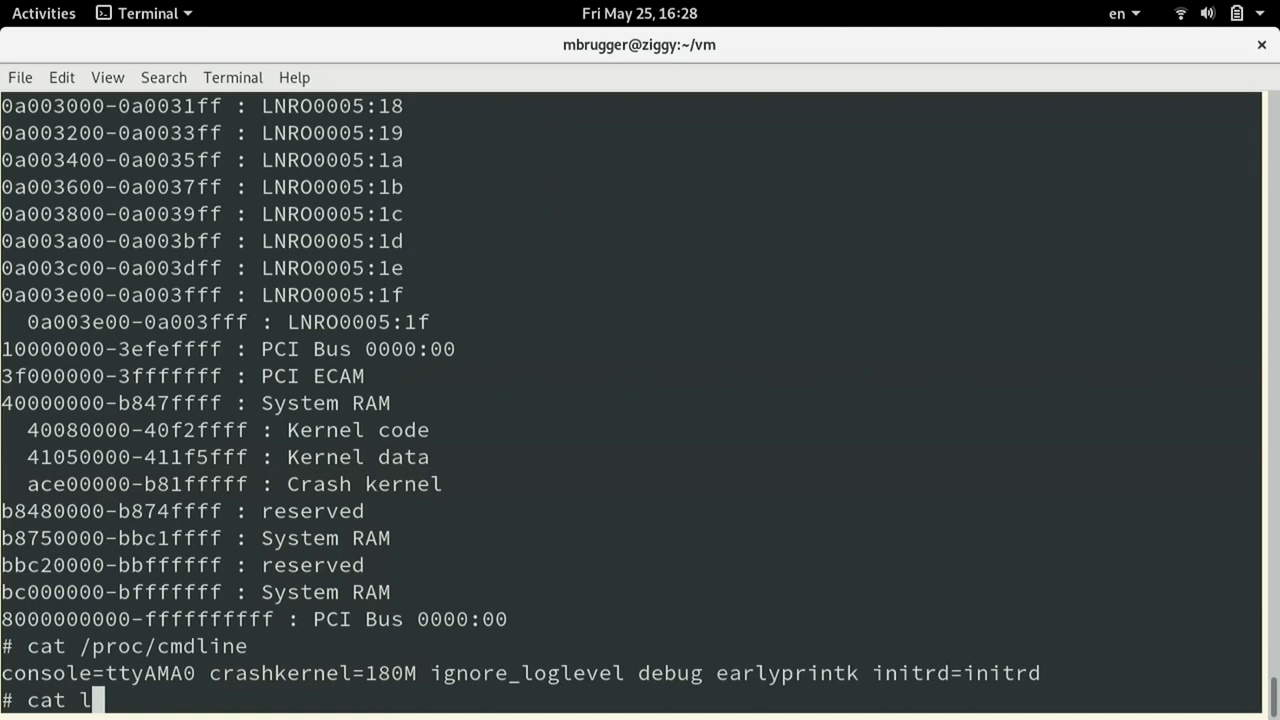 Activities Terminal Fri May 25, 16:28 en
mbrugger@ziggy:~/vm ×
File Edit View Search Terminal Help
0a003000-0a0031ff : LNRO0005:18
0a003200-0a0033ff : LNRO0005:19
0a003400-0a0035ff : LNRO0005:1a
0a003600-0a0037ff : LNRO0005:1b
0a003800-0a0039ff : LNRO0005:1c
0a003a00-0a003bff : LNRO0005:1d
0a003c00-0a003dff : LNRO0005:1e
0a003e00-0a003fff : LNRO0005:1f
  0a003e00-0a003fff : LNRO0005:1f
10000000-3efeffff : PCI Bus 0000:00
3f000000-3fffffff : PCI ECAM
40000000-b847ffff : System RAM
  40080000-40f2ffff : Kernel code
  41050000-411f5fff : Kernel data
  ace00000-b81fffff : Crash kernel
b8480000-b874ffff : reserved
b8750000-bbc1ffff : System RAM
bbc20000-bbffffff : reserved
bc000000-bfffffff : System RAM
8000000000-ffffffffff : PCI Bus 0000:00
# cat /proc/cmdline
console=ttyAMA0 crashkernel=180M ignore_loglevel debug earlyprintk initrd=initrd
# cat l